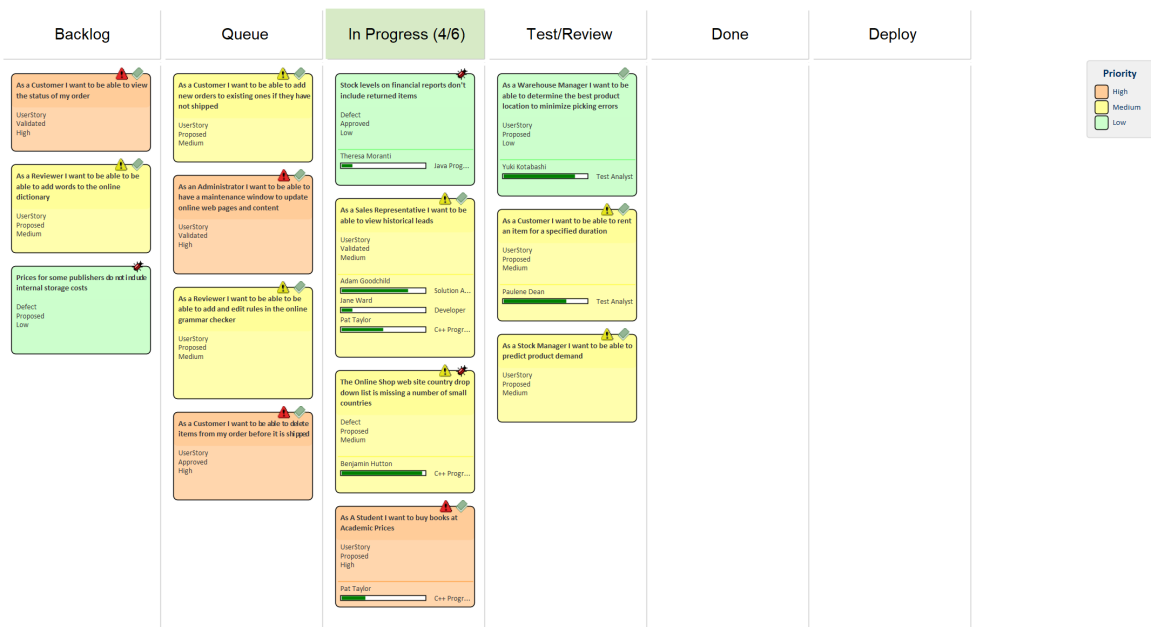 Backlog
Queue
In Progress (4/6)
Test/Review
Done
Deploy
As a Customer I want to be able to view
the status of my order
UserStory
Validated
High
As a Reviewer I want to be able to be
able to add words to the online
dictionary
UserStory
Proposed
Medium
Prices for some publishers do not include
internal storage costs
Defect
Proposed
Low
As a Customer I want to be able to add
new orders to existing ones if they have
not shipped
UserStory
Proposed
Medium
As an Administrator I want to be able to
have a maintenance window to update
online web pages and content
UserStory
Validated
High
As a Reviewer I want to be able to be
able to add and edit rules in the online
grammar checker
UserStory
Proposed
Medium
As a Customer I want to be able to delete
items from my order before it is shipped
UserStory
Approved
High
Stock levels on financial reports don't
include returned items
Defect
Approved
Low
Theresa Moranti
Java Prog...
As a Sales Representative I want to be
able to view historical leads
UserStory
Validated
Medium
Adam Goodchild
Solution A...
Jane Ward
Developer
Pat Taylor
C++ Progr...
The Online Shop web site country drop
down list is missing a number of small
countries
Defect
Proposed
Medium
Benjamin Hutton
C++ Progr...
As A Student I want to buy books at
Academic Prices
UserStory
Proposed
High
Pat Taylor
C++ Progr...
As a Warehouse Manager I want to be
able to determine the best product
location to minimize picking errors
UserStory
Proposed
Low
Yuki Kotabashi
Test Analyst
As a Customer I want to be able to rent
an item for a specified duration
UserStory
Proposed
Medium
Paulene Dean
Test Analyst
As a Stock Manager I want to be able to
predict product demand
UserStory
Proposed
Medium
Priority
High
Medium
Low